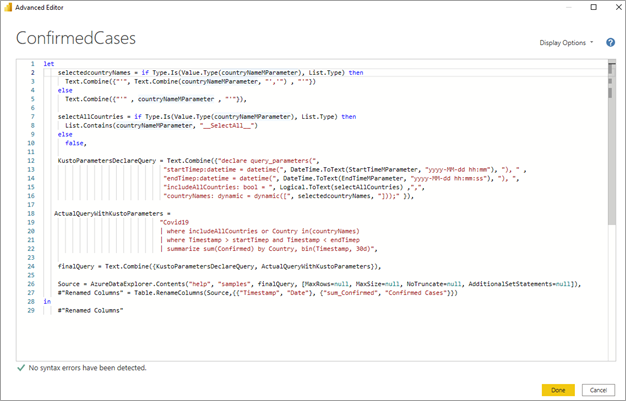 Advanced Editor
ConfirmedCases
Display Options
?
1 let
2 selectedcountryNames = if Type.Is(Value.Type(countryNameMParameter), List.Type) then
3 Text.Combine({"'", Text.Combine(countryNameMParameter, "','") , "'"})
4 else
5 Text.Combine({"'" , countryNameMParameter , "'"}),
6
7 selectAllCountries = if Type.Is(Value.Type(countryNameMParameter), List.Type) then
8 List.Contains(countryNameMParameter, "__SelectAll__")
9 else
10 false,
11
12 KustoParametersDeclareQuery = Text.Combine({"declare query_parameters(",
13 "startTimep:datetime = datetime(", DateTime.ToText(StartTimeMParameter, "yyyy-MM-dd hh:mm"), "), " ,
14 "endTimep:datetime = datetime(", DateTime.ToText(EndTimeMParameter, "yyyy-MM-dd hh:mm:ss"), "), ",
15 "includeAllCountries: bool = ", Logical.ToText(selectAllCountries) ,",",
16 "countryNames: dynamic = dynamic([", selectedcountryNames, "]));" }),
17
18 ActualQueryWithKustoParameters =
19 "Covid19
20 | where includeAllCountries or Country in(countryNames)
21 | where Timestamp > startTimep and Timestamp < endTimep
22 | summarize sum(Confirmed) by Country, bin(Timestamp, 30d)",
23
24 finalQuery = Text.Combine({KustoParametersDeclareQuery, ActualQueryWithKustoParameters}),
25
26 Source = AzureDataExplorer.Contents("help", "samples", finalQuery, [MaxRows=null, MaxSize=null, NoTruncate=null, AdditionalSetStatements=null]),
27 #"Renamed Columns" = Table.RenameColumns(Source,{{"Timestamp", "Date"}, {"sum_Confirmed", "Confirmed Cases"}})
28 in
29 #"Renamed Columns"
No syntax errors have been detected.
Done
Cancel